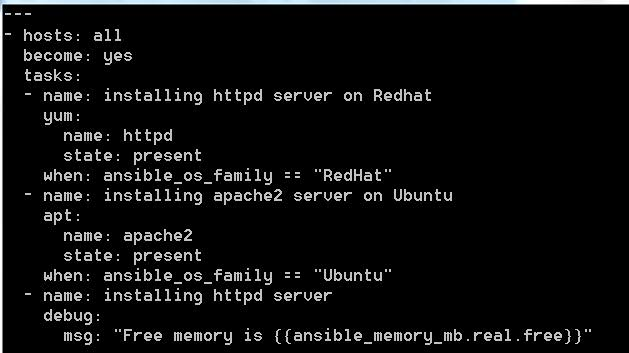 ---
- hosts: all
  become: yes
  tasks:
  - name: installing httpd server on Redhat
    yum:
      name: httpd
      state: present
    when: ansible_os_family == "RedHat"
  - name: installing apache2 server on Ubuntu
    apt:
      name: apache2
      state: present
    when: ansible_os_family == "Ubuntu"
  - name: installing httpd server
    debug:
      msg: "Free memory is {{ansible_memory_mb.real.free}}"